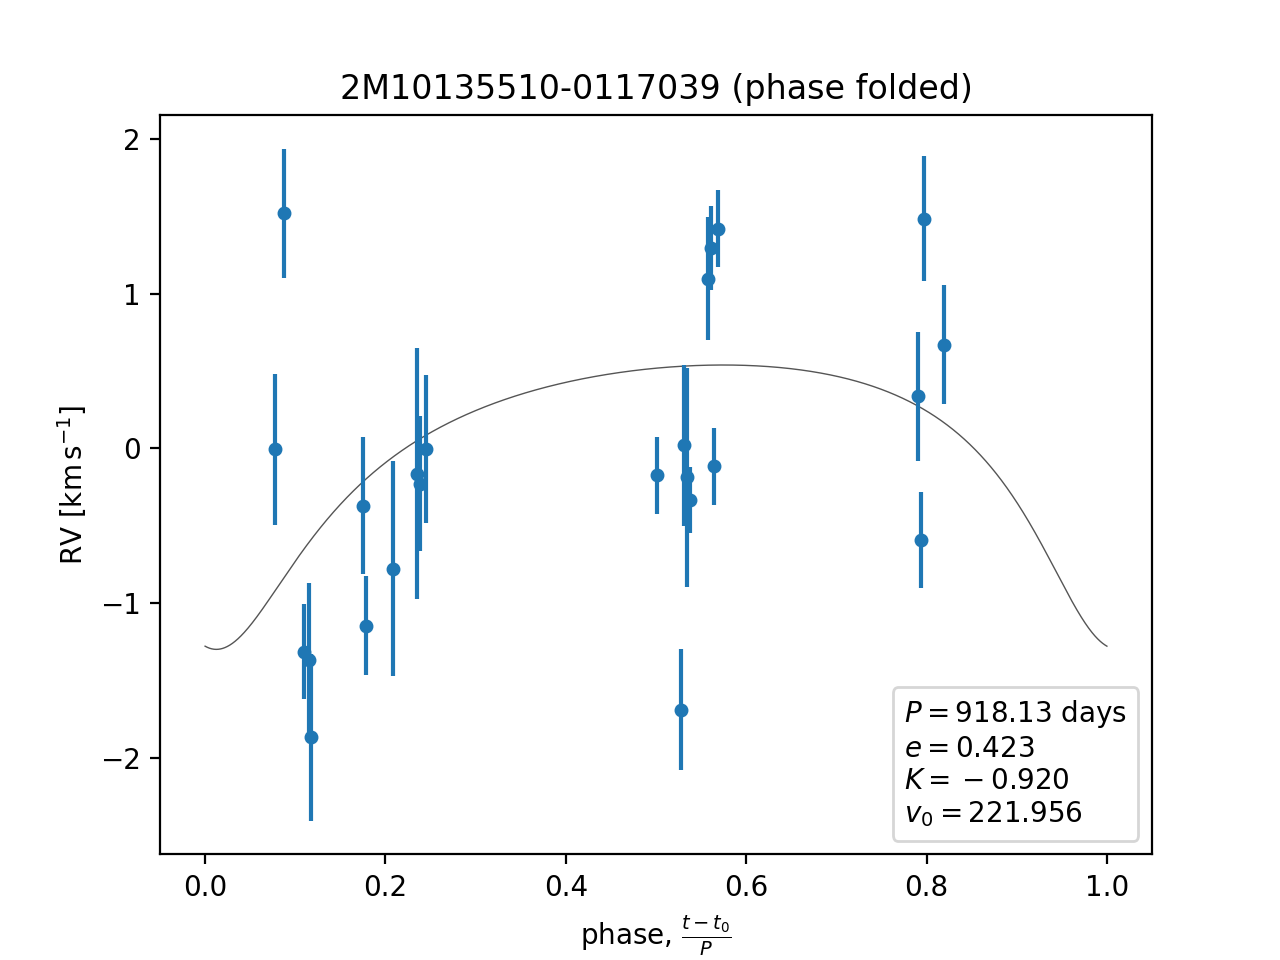 2M10135510-0117039 (phase folded)
2
1
0
−1
−2
RV [km s⁻¹]
P = 918.13 days
e = 0.423
K = −0.920
v₀ = 221.956
0.0 0.2 0.4 0.6 0.8 1.0
phase, (t − t₀)/P